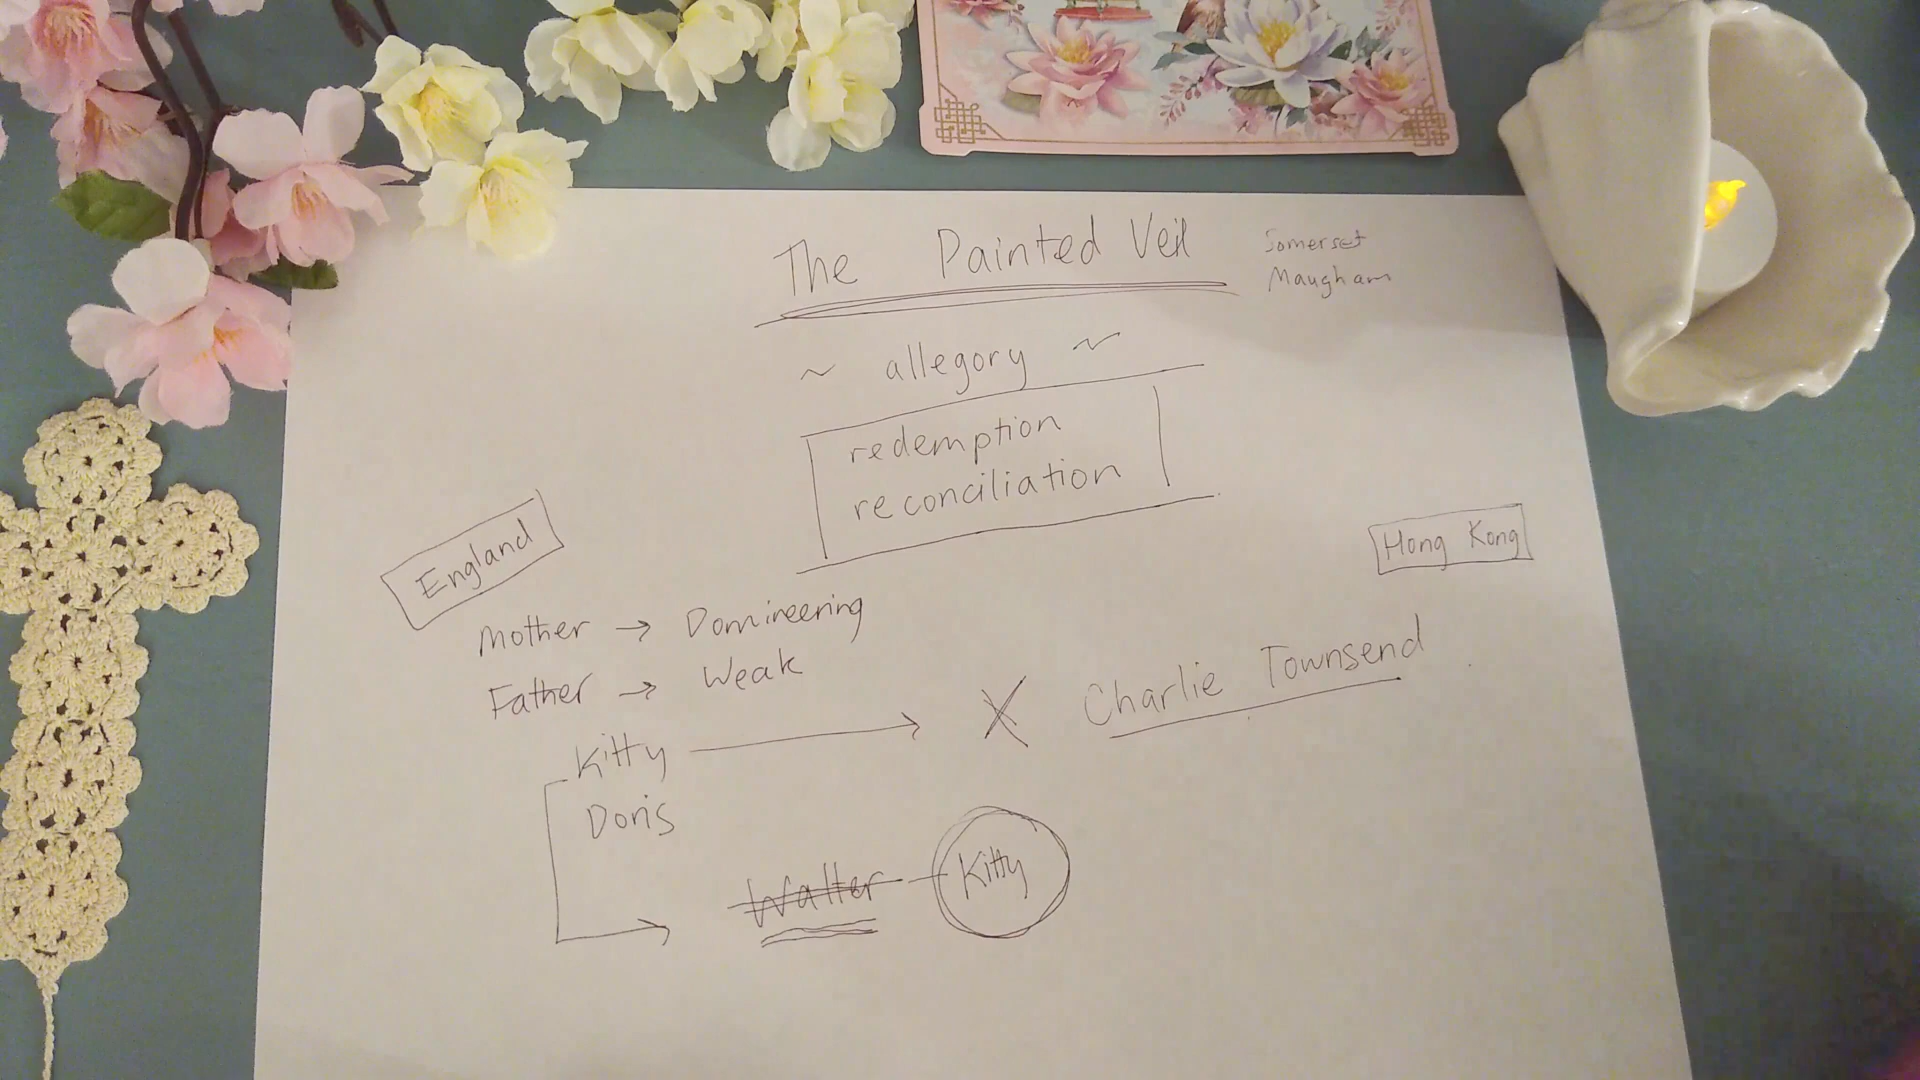 The Painted Veil
Somerset
Maugham
~ allegory ~
redemption
reconciliation
England
Hong Kong
Mother → Domineering
Father → Weak
Kitty → X Charlie Townsend
Doris
→ Walter - Kitty